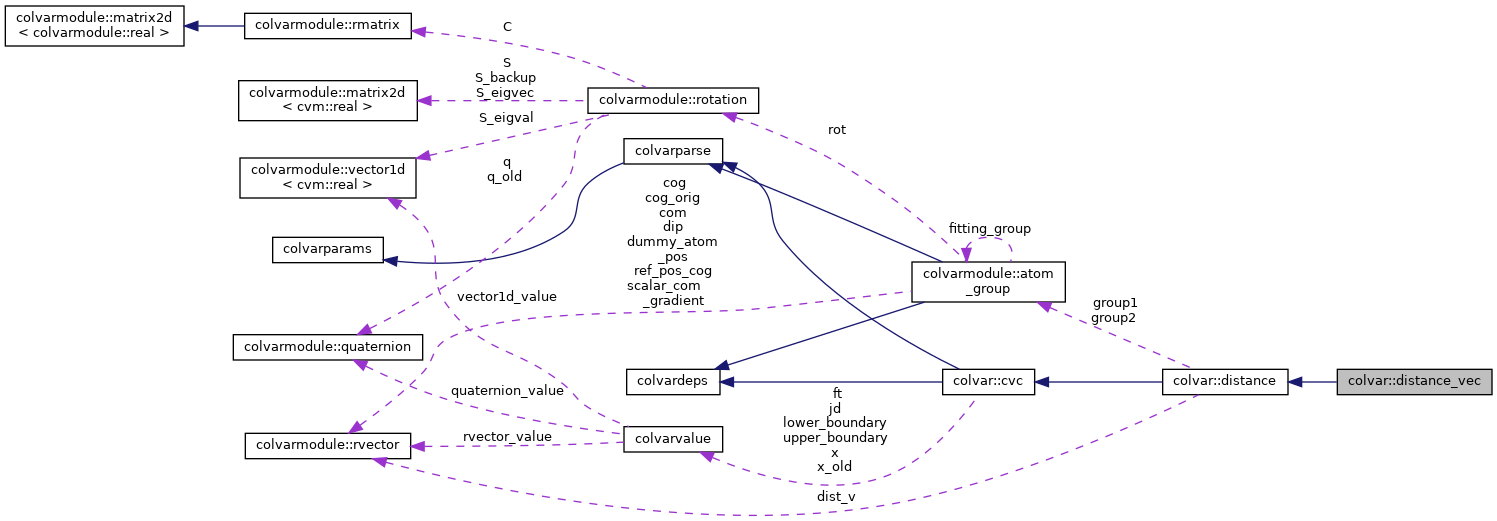 colvarmodule::matrix2d
< colvarmodule::real >
colvarmodule::rmatrix
C
S
S_backup
S_eigvec
colvarmodule::matrix2d
< cvm::real >
colvarmodule::rotation
S_eigval
rot
colvarparse
colvarmodule::vector1d
< cvm::real >
q
q_old
cog
cog_orig
com
dip
dummy_atom
_pos
ref_pos_cog
scalar_com
_gradient
fitting_group
colvarparams
colvarmodule::atom
_group
vector1d_value
group1
group2
colvarmodule::quaternion
colvardeps
colvar::cvc
colvar::distance
colvar::distance_vec
quaternion_value
ft
jd
lower_boundary
upper_boundary
x
x_old
colvarmodule::rvector
rvector_value
colvarvalue
dist_v